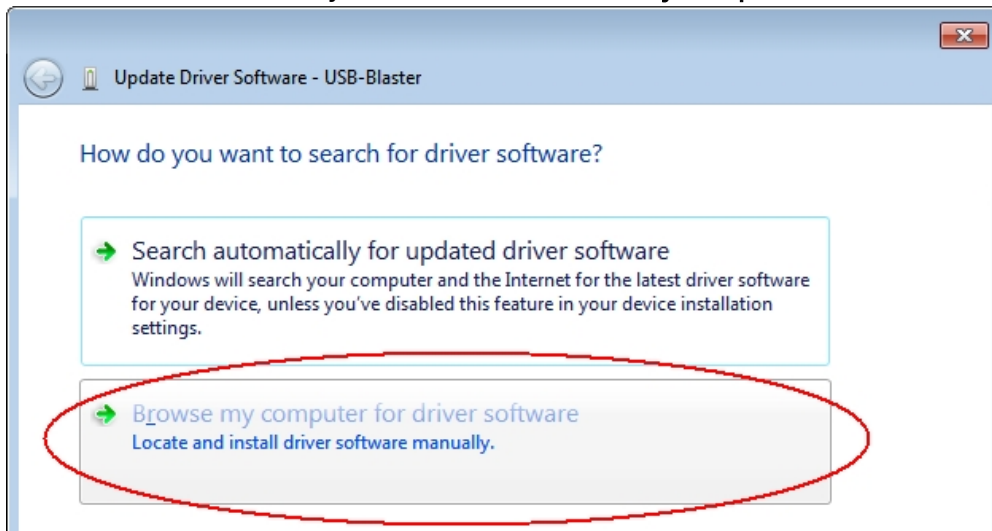 Update Driver Software - USB-Blaster
How do you want to search for driver software?
Search automatically for updated driver software
Windows will search your computer and the Internet for the latest driver software
for your device, unless you've disabled this feature in your device installation
settings.
Browse my computer for driver software
Locate and install driver software manually.